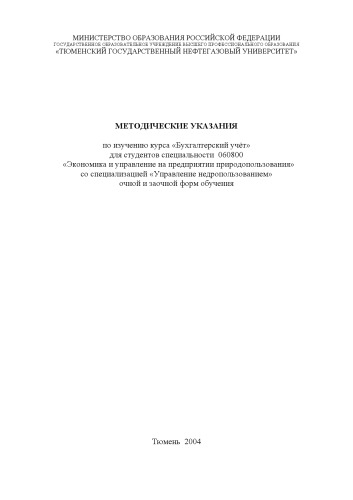 МИНИСТЕРСТВО ОБРАЗОВАНИЯ РОССИЙСКОЙ ФЕДЕРАЦИИ
ГОСУДАРСТВЕННОЕ ОБРАЗОВАТЕЛЬНОЕ УЧРЕЖДЕНИЕ ВЫСШЕГО ПРОФЕССИОНАЛЬНОГО ОБРАЗОВАНИЯ
«ТЮМЕНСКИЙ ГОСУДАРСТВЕННЫЙ НЕФТЕГАЗОВЫЙ УНИВЕРСИТЕТ»
МЕТОДИЧЕСКИЕ УКАЗАНИЯ
по изучению курса «Бухгалтерский учёт»
для студентов специальности 060800
«Экономика и управление на предприятии природопользования»
со специализацией «Управление недропользованием»
очной и заочной форм обучения
Тюмень 2004